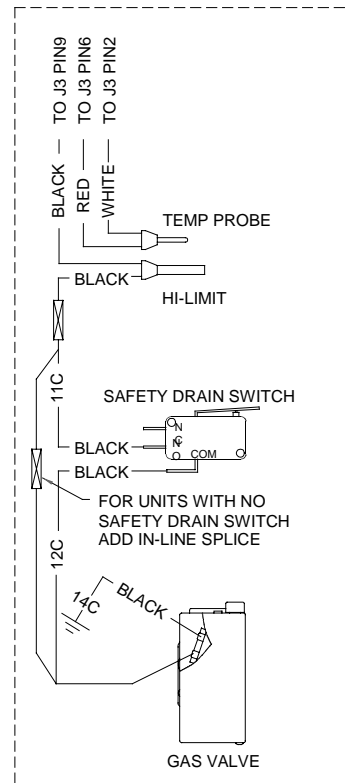 TO J3 PIN9
TO J3 PIN6
TO J3 PIN2
BLACK
RED
WHITE
TEMP PROBE
BLACK
HI-LIMIT
11C
SAFETY DRAIN SWITCH
N
C
N
O
COM
BLACK
BLACK
12C
FOR UNITS WITH NO
SAFETY DRAIN SWITCH
ADD IN-LINE SPLICE
14C
BLACK
GAS VALVE